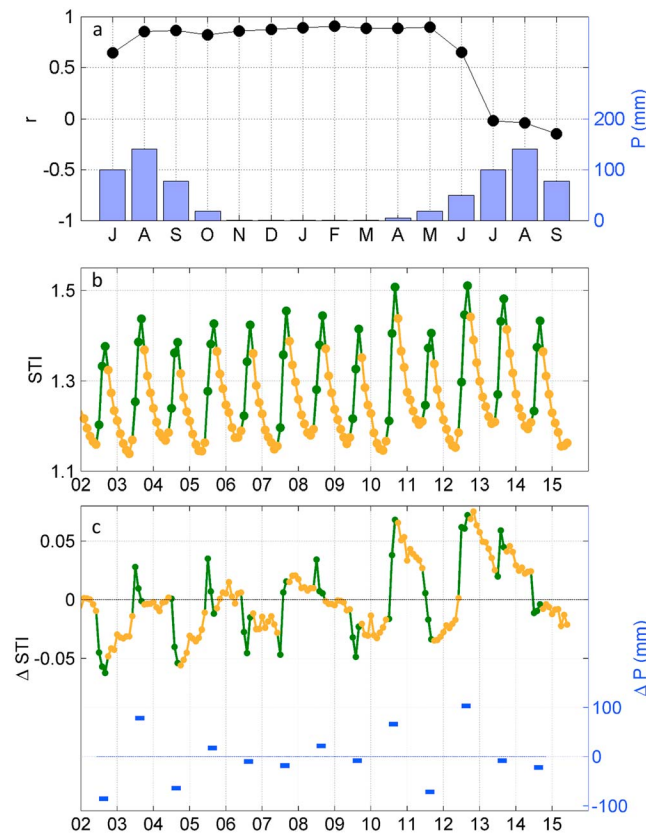 a
1
0.5
0
-0.5
-1
r
200
100
0
P (mm)
J A S O N D J F M A M J J A S
b
1.5
1.3
1.1
STI
02 03 04 05 06 07 08 09 10 11 12 13 14 15
c
0.05
0
-0.05
Δ STI
100
0
-100
Δ P (mm)
02 03 04 05 06 07 08 09 10 11 12 13 14 15